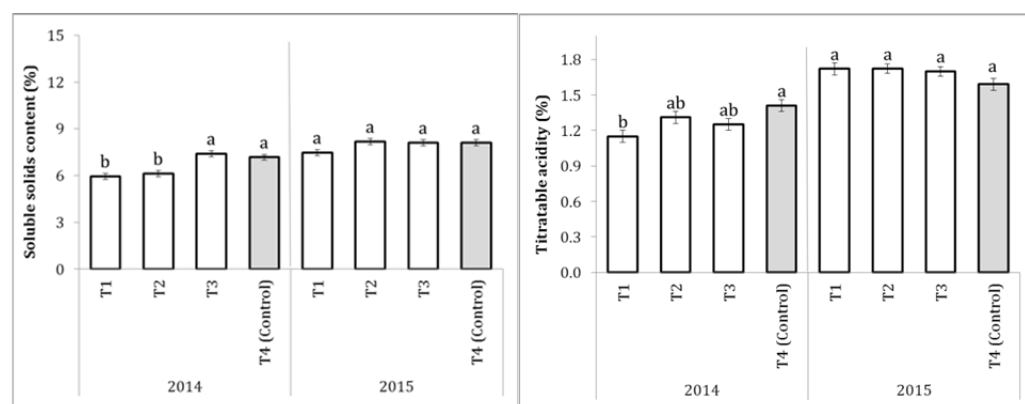 Soluble solids content (%)
15
12
9
6
3
0
b
b
a
a
a
a
a
a
T1
T2
T3
T4 (Control)
T1
T2
T3
T4 (Control)
2014
2015
Titratable acidity (%)
1.8
1.5
1.2
0.9
0.6
0.3
0.0
b
ab
ab
a
a
a
a
a
T1
T2
T3
T4 (Control)
T1
T2
T3
T4 (Control)
2014
2015